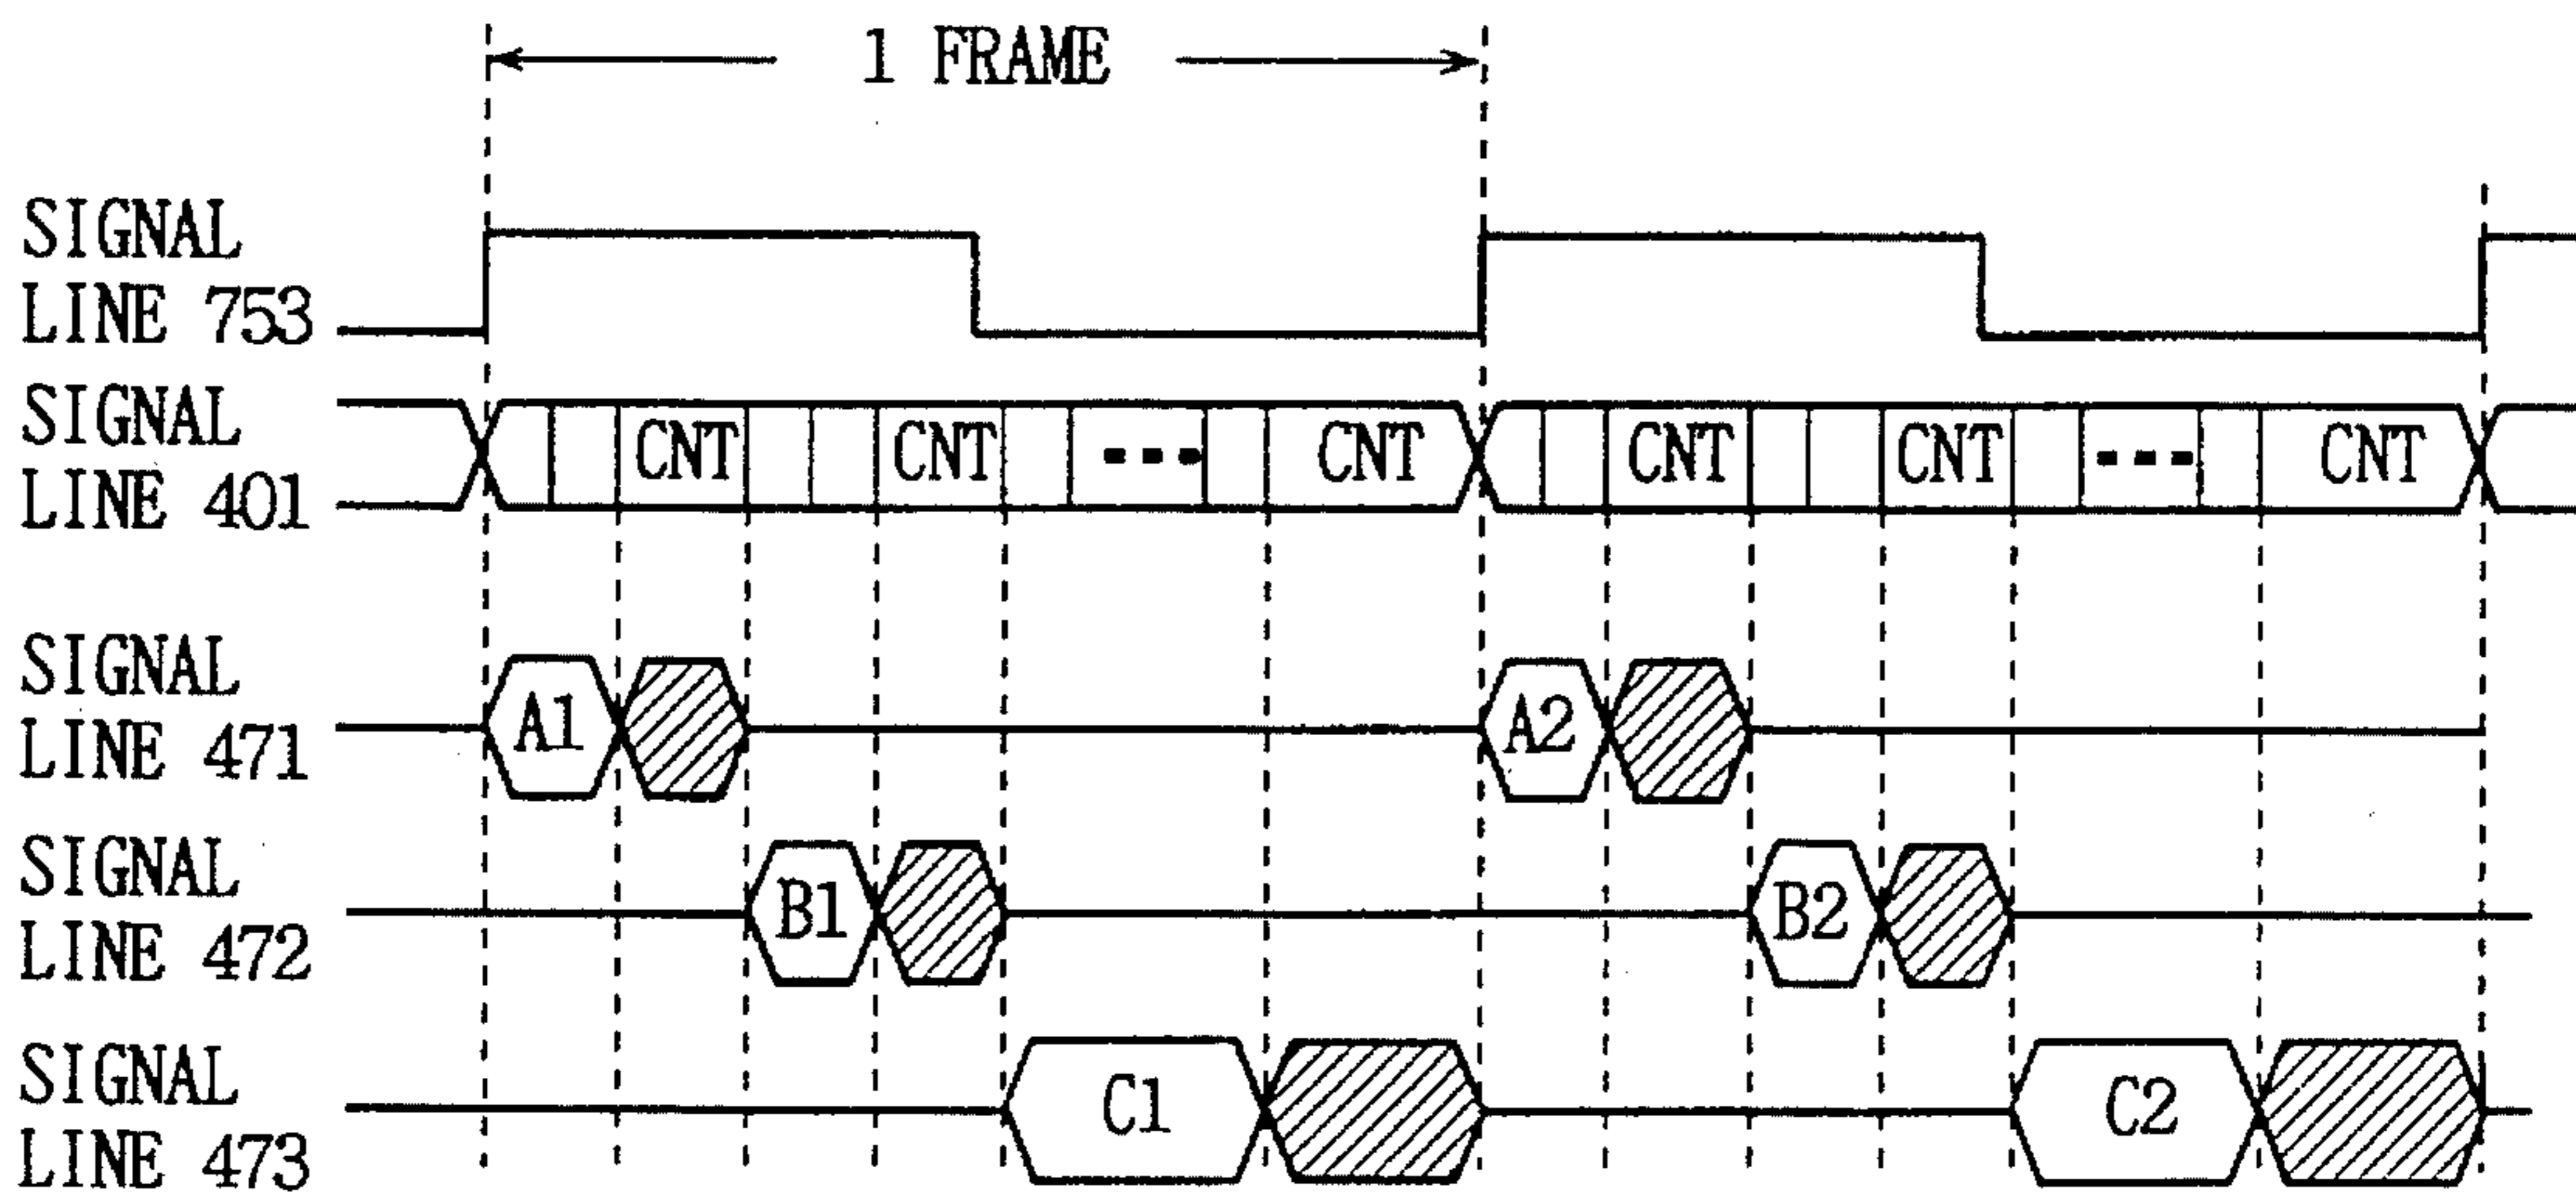 1 FRAME
SIGNAL
LINE 753
SIGNAL
LINE 401
CNT CNT --- CNT CNT CNT --- CNT
SIGNAL
LINE 471
A1 A2
SIGNAL
LINE 472
B1 B2
SIGNAL
LINE 473
C1 C2